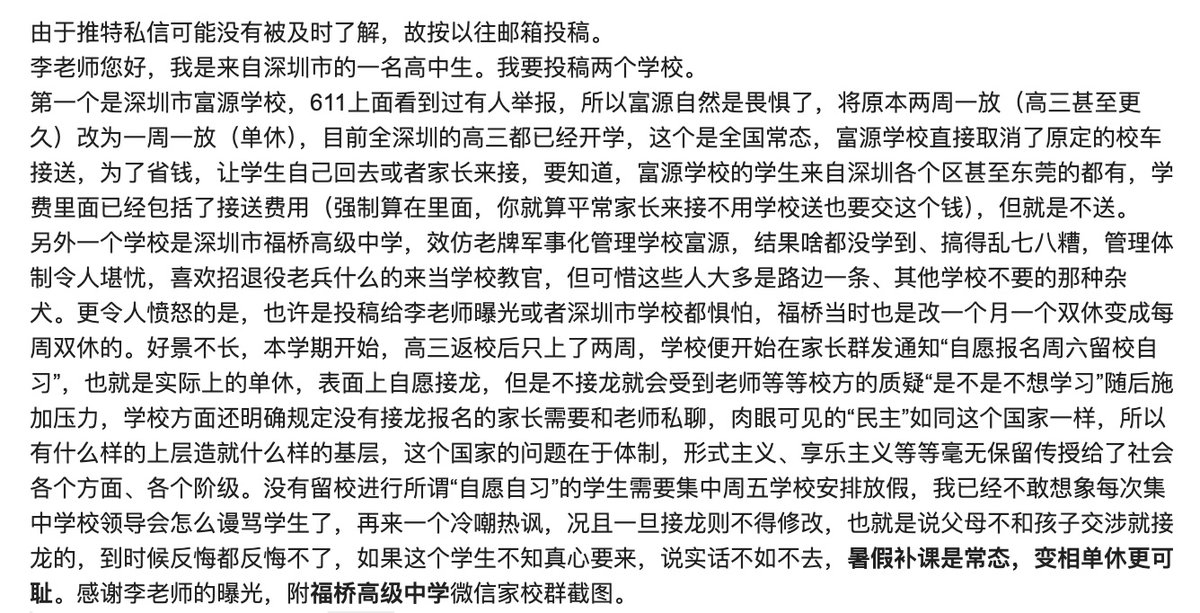 由于推特私信可能没有被及时了解，故按以往邮箱投稿。
李老师您好，我是来自深圳市的一名高中生。我要投稿两个学校。
第一个是深圳市富源学校，611上面看到过有人举报，所以富源自然是畏惧了，将原本两周一放（高三甚至更
久）改为一周一放（单休），目前全深圳的高三都已经开学，这个是全国常态，富源学校直接取消了原定的校车
接送，为了省钱，让学生自己回去或者家长来接，要知道，富源学校的学生来自深圳各个区甚至东莞的都有，学
费里面已经包括了接送费用（强制算在里面，你就算平常家长来接不用学校送也要交这个钱），但就是不送。
另外一个学校是深圳市福桥高级中学，效仿老牌军事化管理学校富源，结果啥都没学到、搞得乱七八糟，管理体
制令人堪忧，喜欢招退役老兵什么的来当学校教官，但可惜这些人大多是路边一条、其他学校不要的那种杂
犬。更令人愤怒的是，也许是投稿给李老师曝光或者深圳市学校都惧怕，福桥当时也是改一个月一个双休变成每
周双休的。好景不长，本学期开始，高三返校后只上了两周，学校便开始在家长群发通知“自愿报名周六留校自
习”，也就是实际上的单休，表面上自愿接龙，但是不接龙就会受到老师等等校方的质疑“是不是不想学习”随后施
加压力，学校方面还明确规定没有接龙报名的家长需要和老师私聊，肉眼可见的“民主”如同这个国家一样，所以
有什么样的上层造就什么样的基层，这个国家的问题在于体制，形式主义、享乐主义等等毫无保留传授给了社会
各个方面、各个阶级。没有留校进行所谓“自愿自习”的学生需要集中周五学校安排放假，我已经不敢想象每次集
中学校领导会怎么谩骂学生了，再来一个冷嘲热讽，况且一旦接龙则不得修改，也就是说父母不和孩子交涉就接
龙的，到时候反悔都反悔不了，如果这个学生不知真心要来，说实话不如不去，暑假补课是常态，变相单休更可
耻。感谢李老师的曝光，附福桥高级中学微信家校群截图。